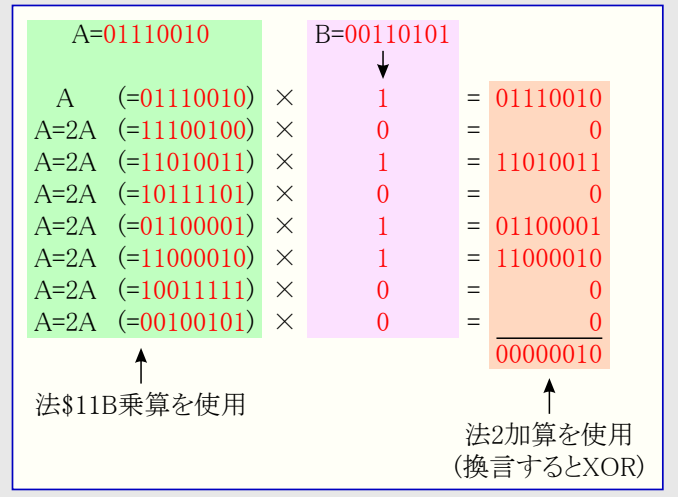 A=01110010 B=00110101
A (=01110010) × 1 = 01110010
A=2A (=11100100) × 0 = 0
A=2A (=11010011) × 1 = 11010011
A=2A (=10111101) × 0 = 0
A=2A (=01100001) × 1 = 01100001
A=2A (=11000010) × 1 = 11000010
A=2A (=10011111) × 0 = 0
A=2A (=00100101) × 0 = 0
00000010
法$11B乗算を使用
法2加算を使用
(換言するとXOR)